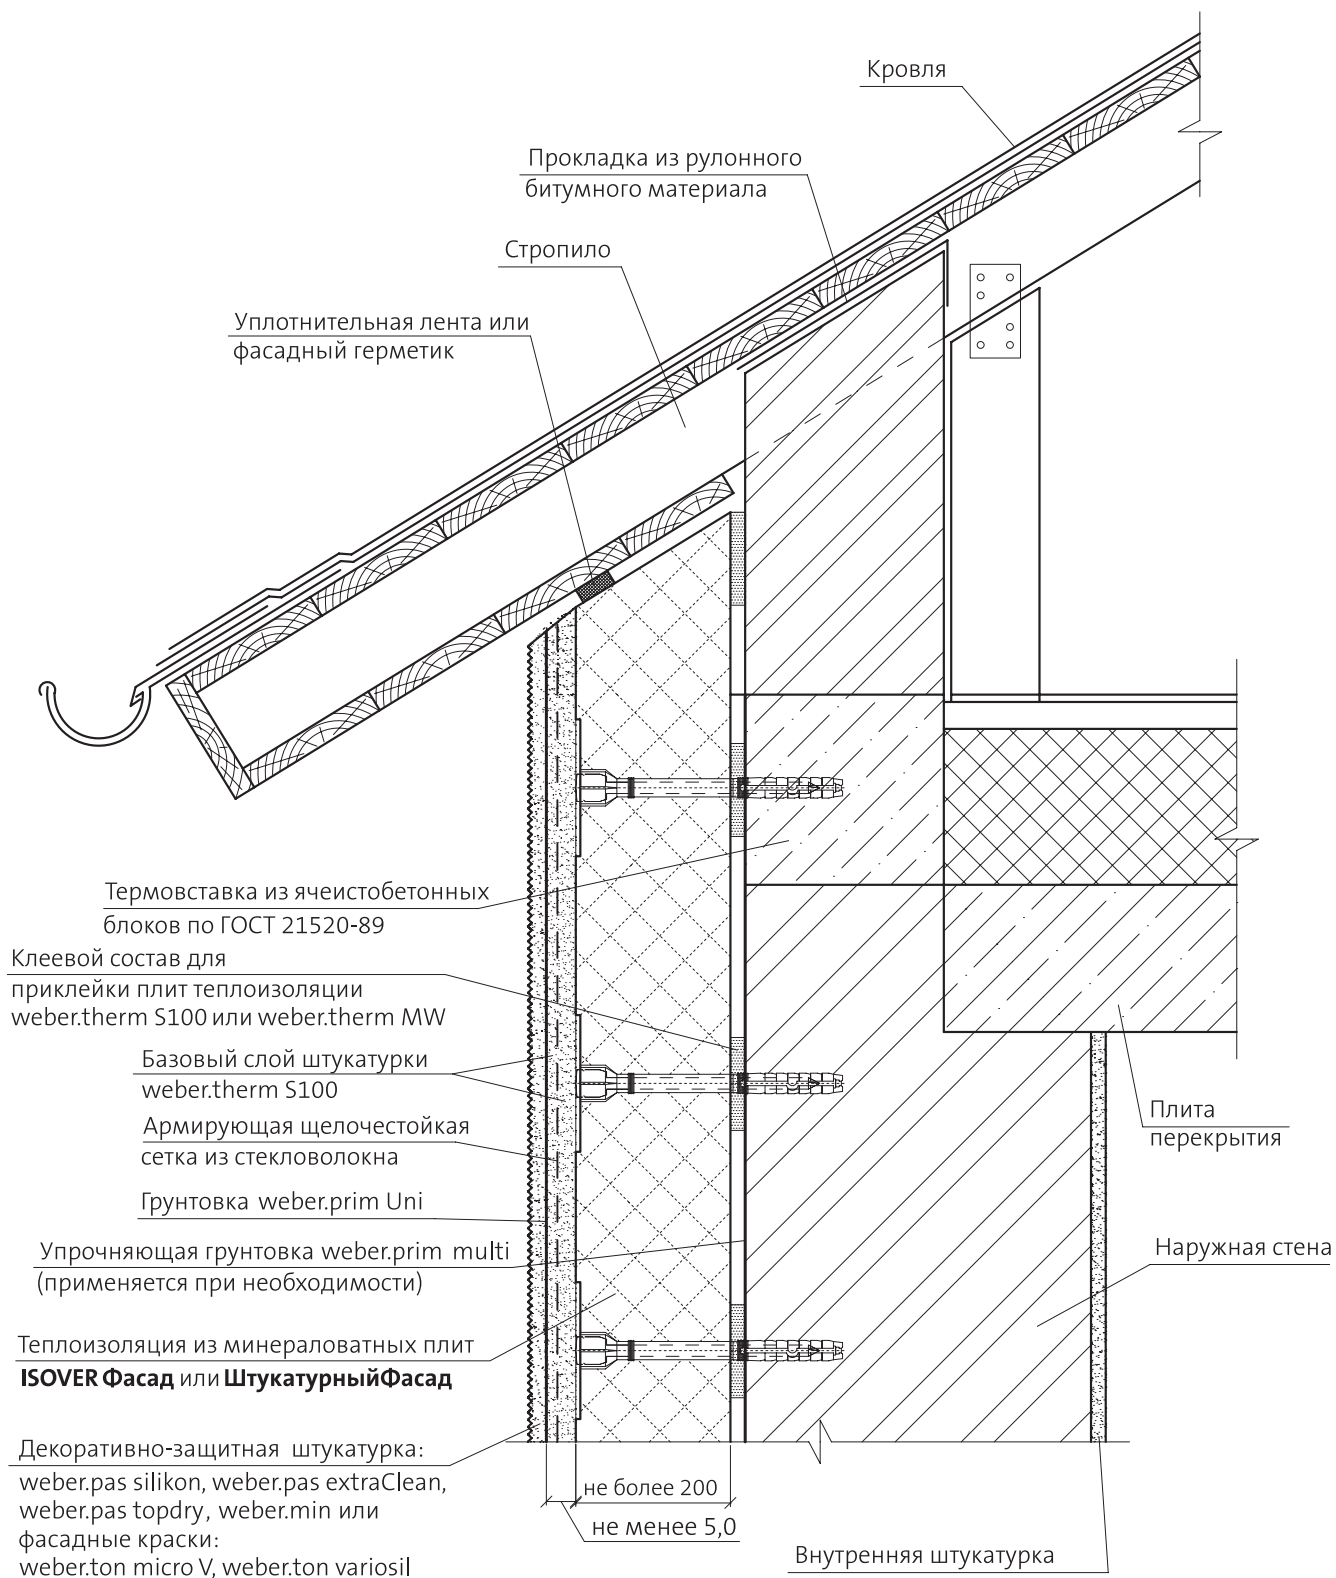 Кровля
Прокладка из рулонного
битумного материала
Стропило
Уплотнительная лента или
фасадный герметик
Термовставка из ячеистобетонных
блоков по ГОСТ 21520-89
Клеевой состав для
приклейки плит теплоизоляции
weber.therm S100 или weber.therm MW
Базовый слой штукатурки
weber.therm S100
Армирующая щелочестойкая
сетка из стекловолокна
Грунтовка weber.prim Uni
Упрочняющая грунтовка weber.prim multi
(применяется при необходимости)
Теплоизоляция из минераловатных плит
ISOVER Фасад или ШтукатурныйФасад
Декоративно-защитная штукатурка:
weber.pas silikon, weber.pas extraClean,
weber.pas topdry, weber.min или
фасадные краски:
weber.ton micro V, weber.ton variosil
не более 200
не менее 5,0
Плита
перекрытия
Наружная стена
Внутренняя штукатурка